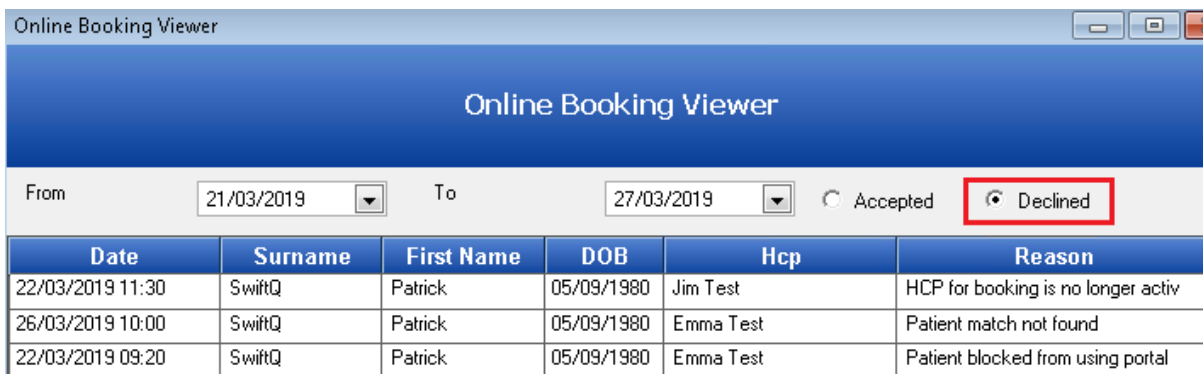 Online Booking Viewer
Online Booking Viewer
From 21/03/2019 To 27/03/2019 Accepted Declined
Date Surname First Name DOB Hcp Reason
22/03/2019 11:30 SwiftQ Patrick 05/09/1980 Jim Test HCP for booking is no longer activ
26/03/2019 10:00 SwiftQ Patrick 05/09/1980 Emma Test Patient match not found
22/03/2019 09:20 SwiftQ Patrick 05/09/1980 Emma Test Patient blocked from using portal